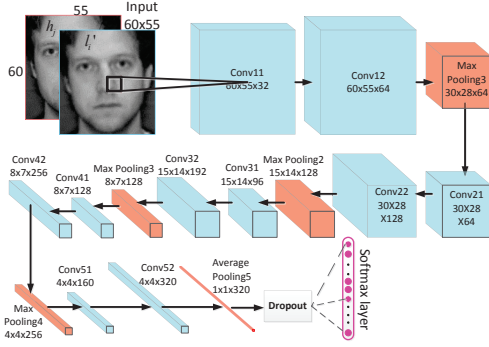 55
Input
60x55
h_j
l_i'
60
Conv11
60x55x32
Conv12
60x55x64
Max
Pooling3
30x28x64
Conv42
8x7x256
Conv41
8x7x128
Max Pooling3
8x7x128
Conv32
15x14x192
Conv31
15x14x96
Max Pooling2
15x14x128
Conv22
30X28
X128
Conv21
30X28
X64
Max
Pooling4
4x4x256
Conv51
4x4x160
Conv52
4x4x320
Average
Pooling5
1x1x320
Dropout
Softmax layer